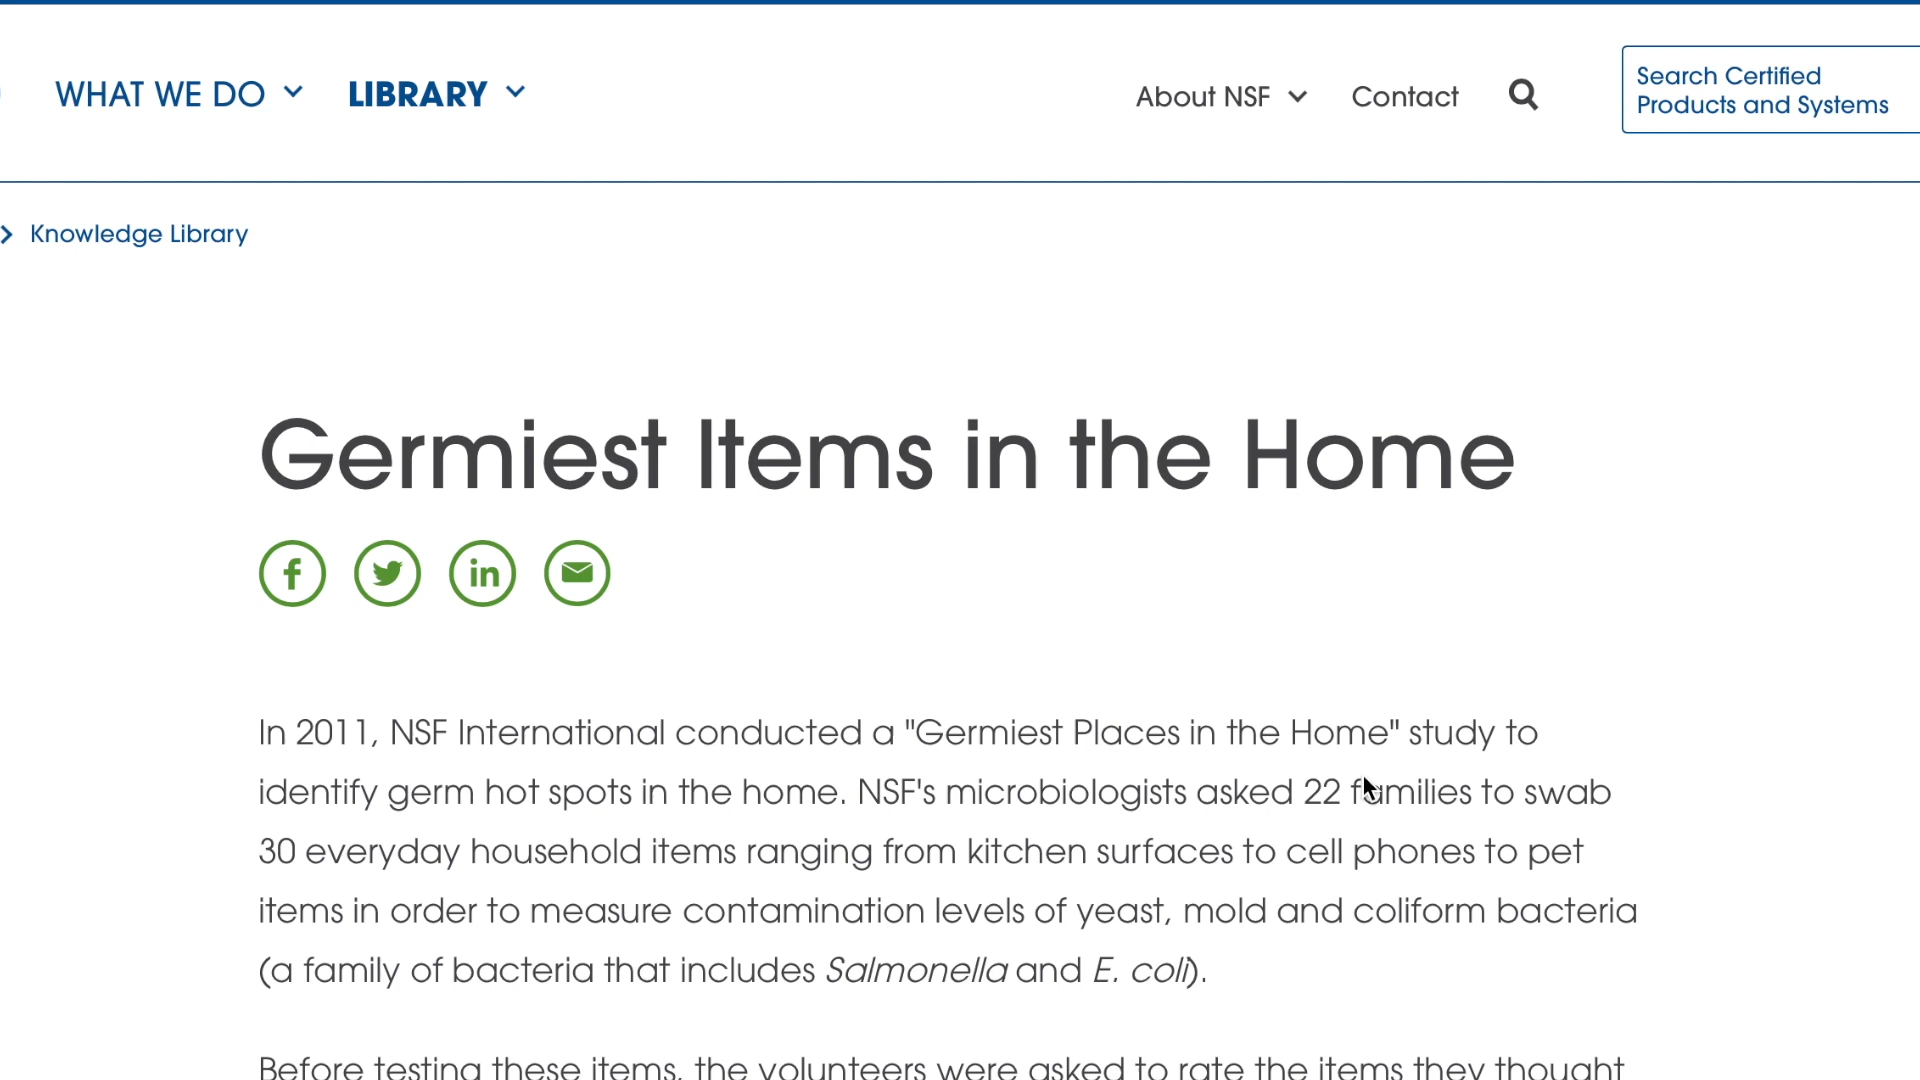 WHAT WE DO LIBRARY About NSF Contact Search Certified
Products and Systems
Knowledge Library
Germiest Items in the Home
In 2011, NSF International conducted a "Germiest Places in the Home" study to
identify germ hot spots in the home. NSF's microbiologists asked 22 families to swab
30 everyday household items ranging from kitchen surfaces to cell phones to pet
items in order to measure contamination levels of yeast, mold and coliform bacteria
(a family of bacteria that includes Salmonella and E. coli).
Before testing these items, the volunteers were asked to rate the items they thought